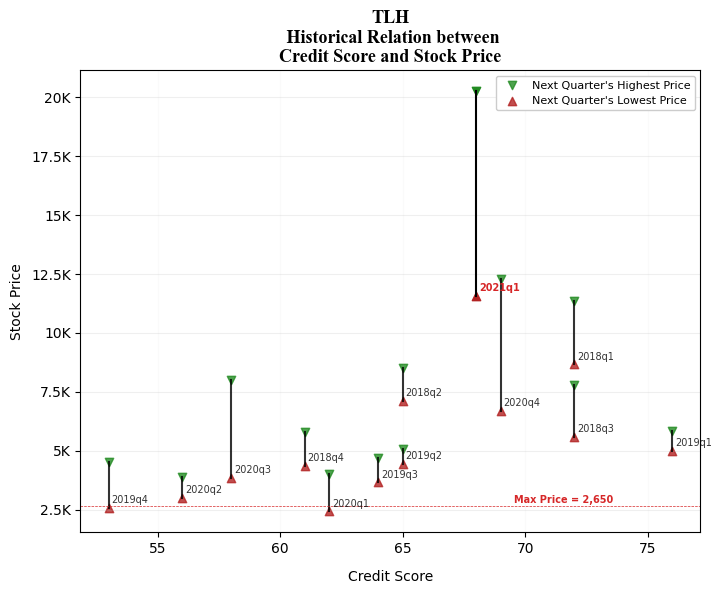 TLH
Historical Relation between
Credit Score and Stock Price
Next Quarter's Highest Price
Next Quarter's Lowest Price
20K
17.5K
15K
12.5K
10K
7.5K
5K
2.5K
Stock Price
2021q1
2018q1
2018q2
2020q4
2018q3
2019q1
2018q4
2019q2
2020q3
2019q3
2020q2
2019q4
2020q1
Max Price = 2,650
55
60
65
70
75
Credit Score